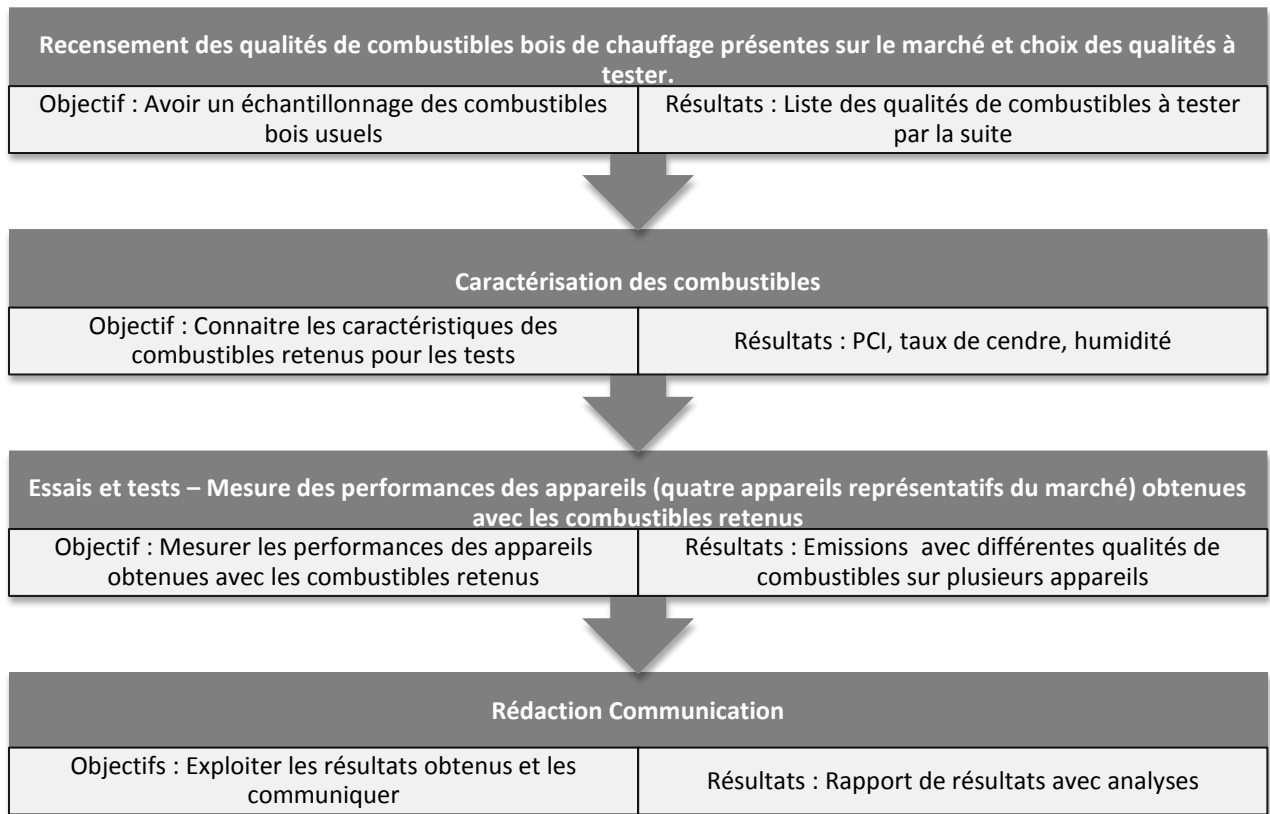 Recensement des qualités de combustibles bois de chauffage présentes sur le marché et choix des qualités à
tester.
Objectif : Avoir un échantillonnage des combustibles
bois usuels
Résultats : Liste des qualités de combustibles à tester
par la suite
Caractérisation des combustibles
Objectif : Connaitre les caractéristiques des
combustibles retenus pour les tests
Résultats : PCI, taux de cendre, humidité
Essais et tests – Mesure des performances des appareils (quatre appareils représentatifs du marché) obtenues
avec les combustibles retenus
Objectif : Mesurer les performances des appareils
obtenues avec les combustibles retenus
Résultats : Emissions avec différentes qualités de
combustibles sur plusieurs appareils
Rédaction Communication
Objectifs : Exploiter les résultats obtenus et les
communiquer
Résultats : Rapport de résultats avec analyses